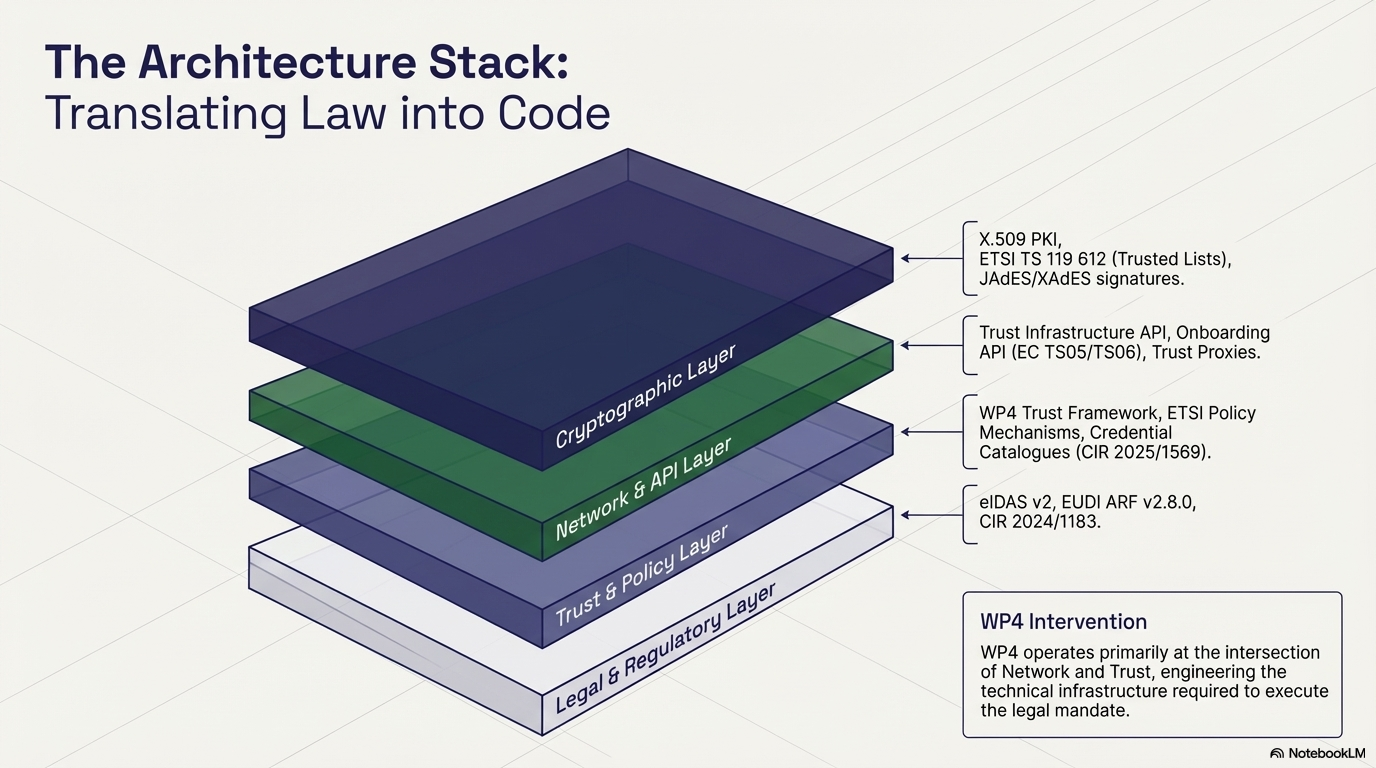 The Architecture Stack:
Translating Law into Code
X.509 PKI,
ETSI TS 119 612 (Trusted Lists),
JAdES/XAdES signatures.
Cryptographic Layer
Trust Infrastructure API, Onboarding
API (EC TS05/TS06), Trust Proxies.
Network & API Layer
WP4 Trust Framework, ETSI Policy
Mechanisms, Credential
Catalogues (CIR 2025/1569).
Trust & Policy Layer
eIDAS v2, EUDI ARF v2.8.0,
CIR 2024/1183.
Legal & Regulatory Layer
WP4 Intervention
WP4 operates primarily at the intersection
of Network and Trust, engineering the
technical infrastructure required to execute
the legal mandate.
NotebookLM